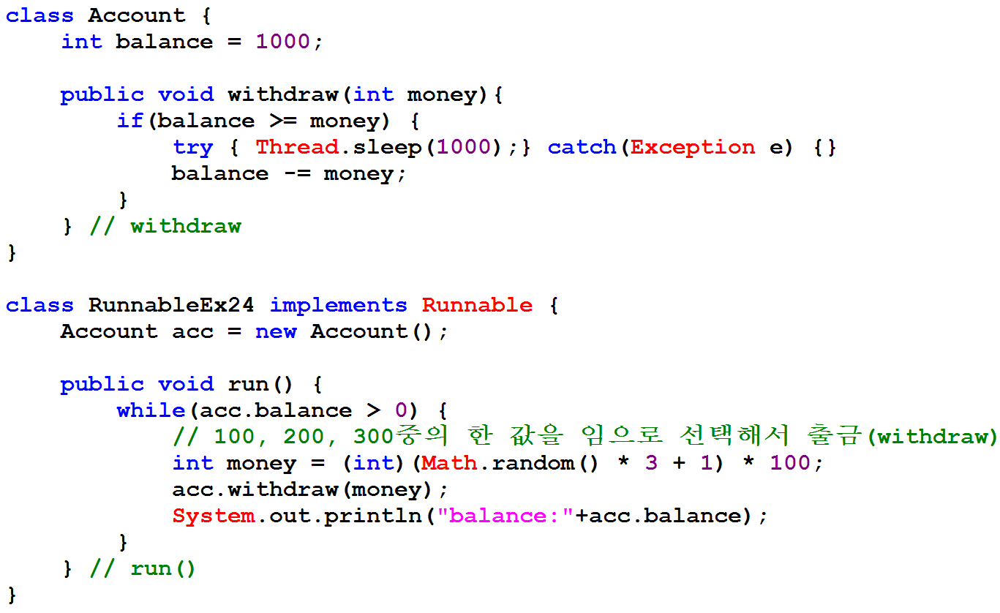 class Account {
    int balance = 1000;

    public void withdraw(int money){
        if(balance >= money) {
            try { Thread.sleep(1000);} catch(Exception e) {}
            balance -= money;
        }
    } // withdraw
}

class RunnableEx24 implements Runnable {
    Account acc = new Account();

    public void run() {
        while(acc.balance > 0) {
            // 100, 200, 300중의 한 값을 임으로 선택해서 출금(withdraw)
            int money = (int)(Math.random() * 3 + 1) * 100;
            acc.withdraw(money);
            System.out.println("balance:"+acc.balance);
        }
    } // run()
}